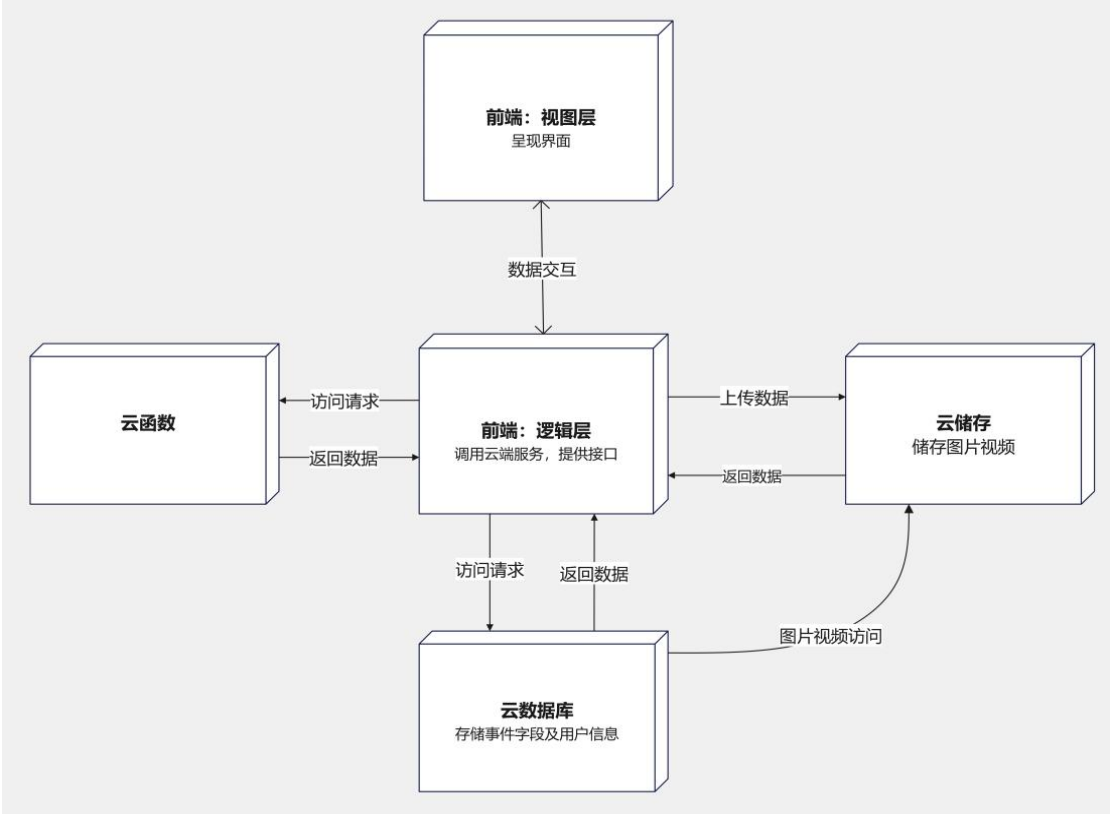 前端：视图层
呈现界面
数据交互
云函数
访问请求
返回数据
前端：逻辑层
调用云端服务，提供接口
上传数据
返回数据
云储存
储存图片视频
访问请求
返回数据
图片视频访问
云数据库
存储事件字段及用户信息